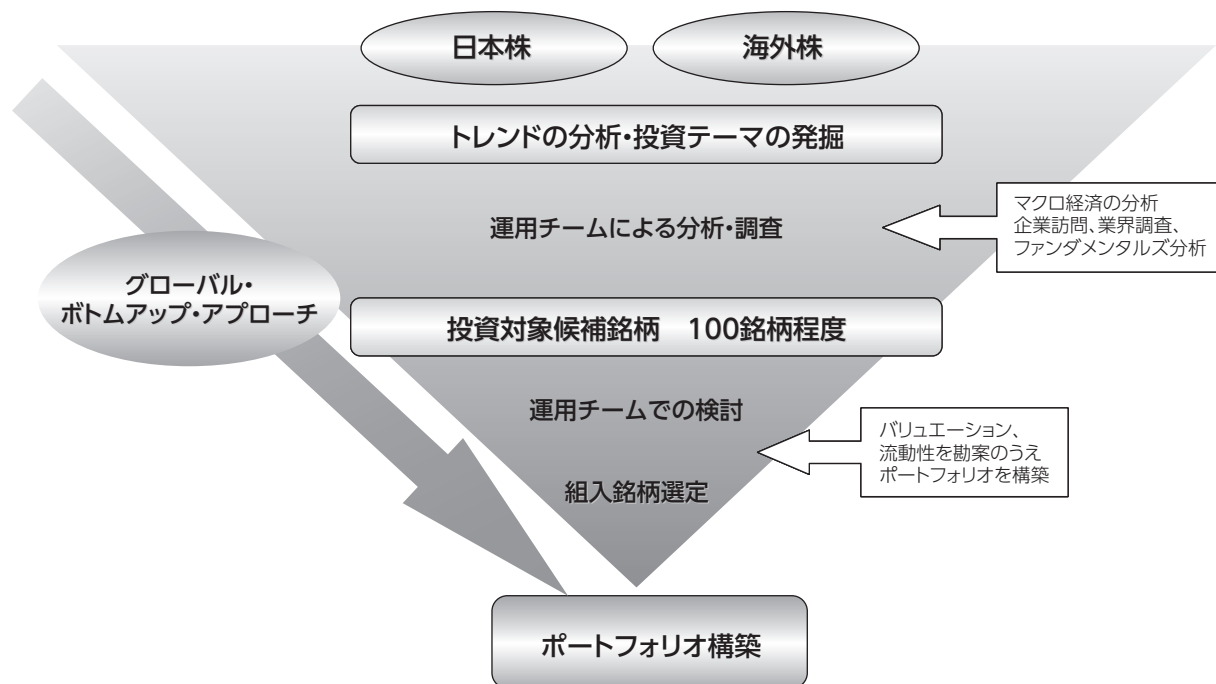 日本株
海外株
トレンドの分析・投資テーマの発掘
運用チームによる分析・調査
マクロ経済の分析
企業訪問、業界調査、
ファンダメンタルズ分析
グローバル・
ボトムアップ・アプローチ
投資対象候補銘柄　100銘柄程度
運用チームでの検討
バリュエーション、
流動性を勘案のうえ
ポートフォリオを構築
組入銘柄選定
ポートフォリオ構築